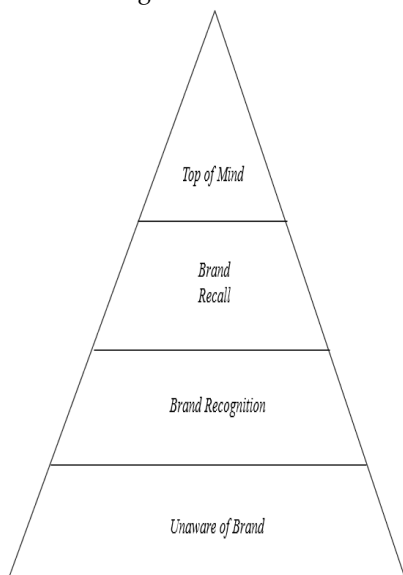 Top of Mind
Brand
Recall
Brand Recognition
Unaware of Brand